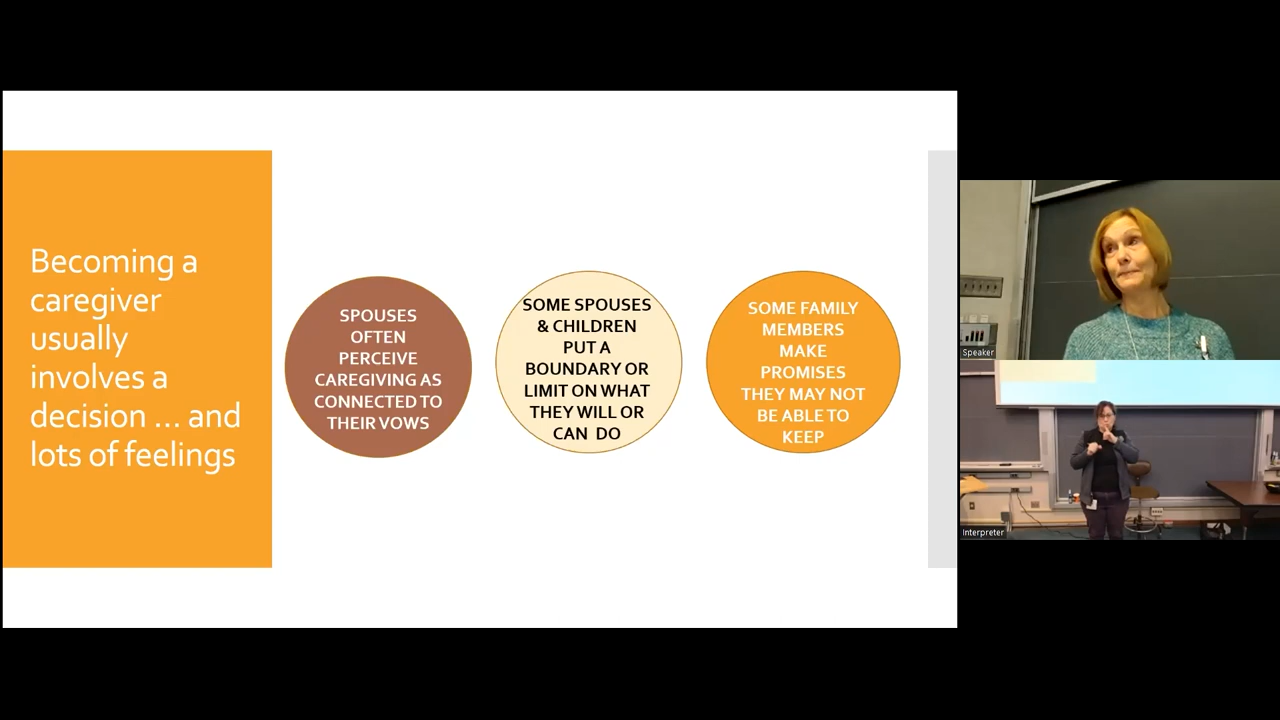 Becoming a
caregiver
usually
involves a
decision ... and
lots of feelings
SPOUSES
OFTEN
PERCEIVE
CAREGIVING AS
CONNECTED TO
THEIR VOWS
SOME SPOUSES
& CHILDREN
PUT A
BOUNDARY OR
LIMIT ON WHAT
THEY WILL OR
CAN DO
SOME FAMILY
MEMBERS
MAKE
PROMISES
THEY MAY NOT
BE ABLE TO
KEEP
Speaker
Interpreter